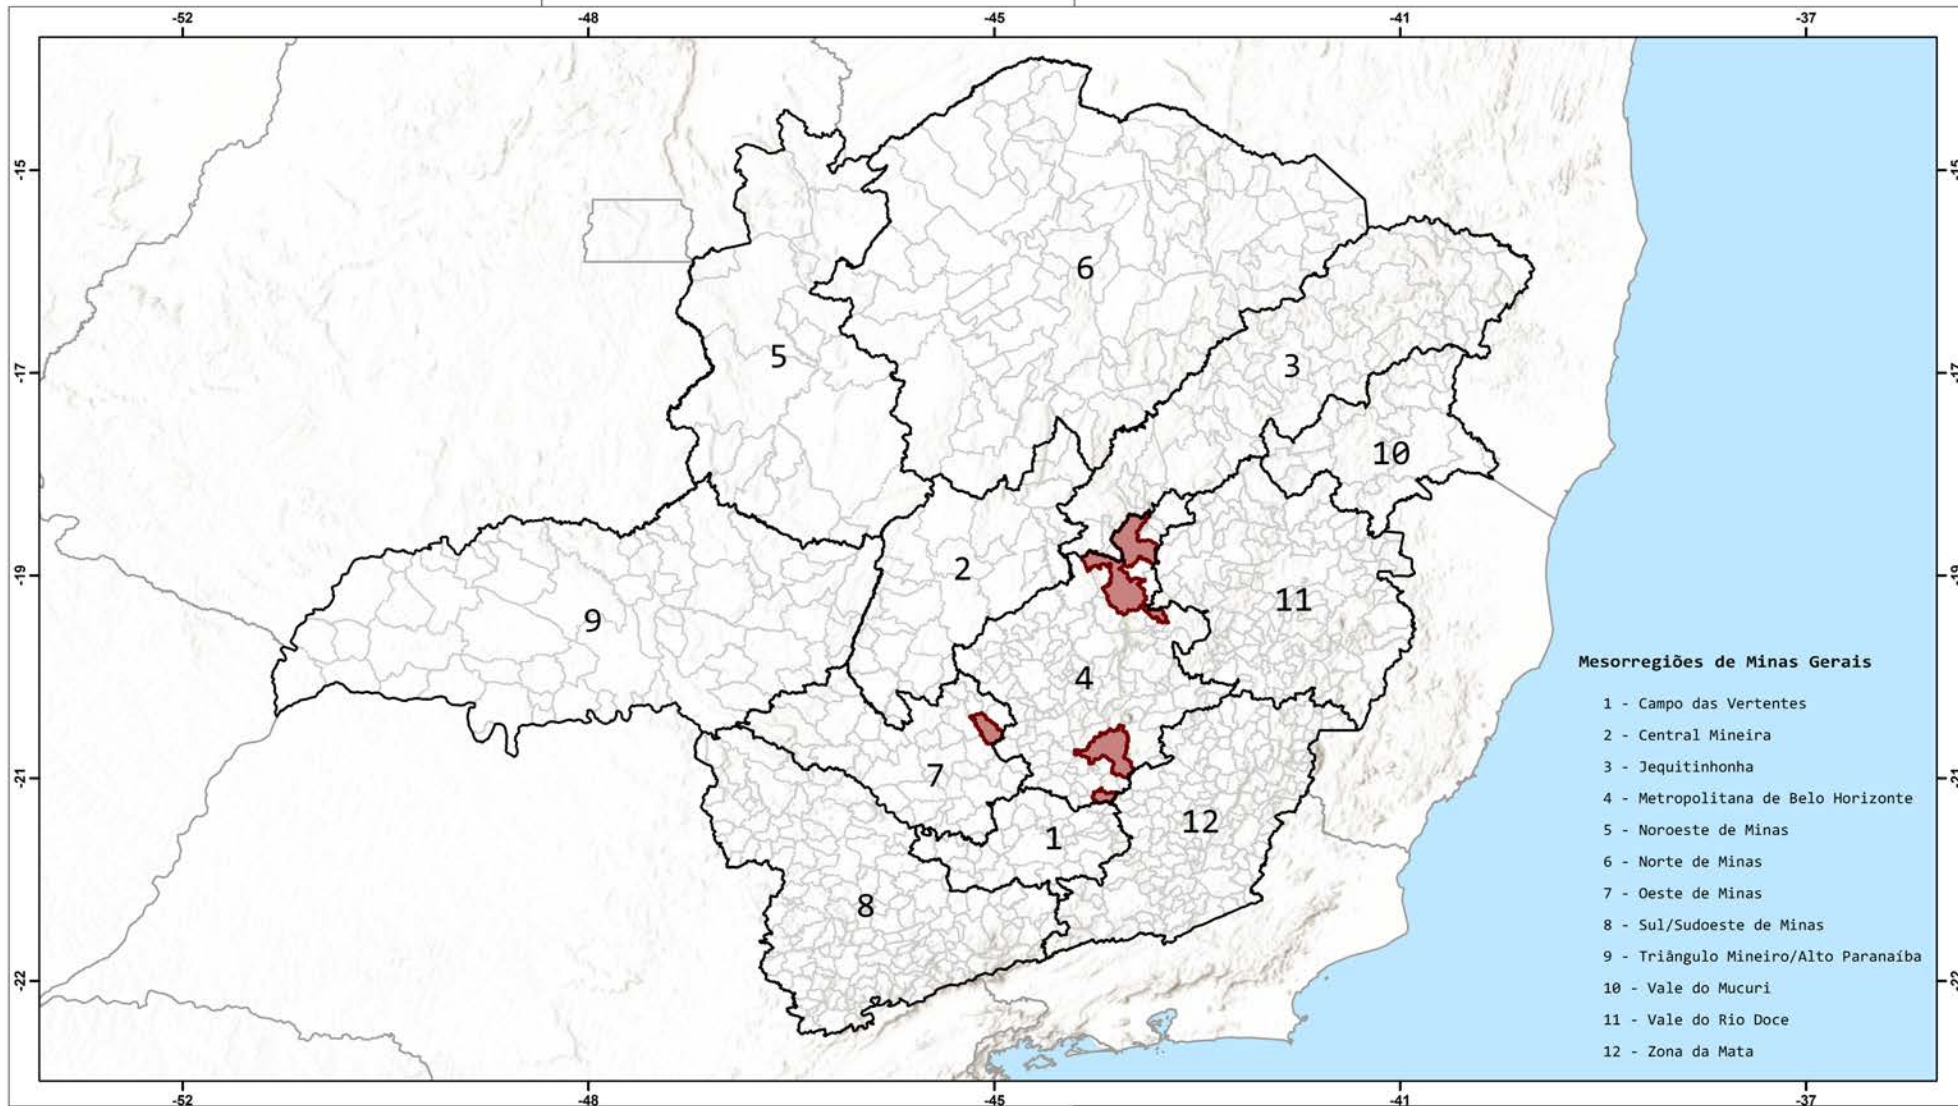 -52 -48 -45 -41 -37
-15
-17 -17
-19 -19
-21
6
5
3
10
2
11
9
4
7
12
1
8
Mesorregiões de Minas Gerais
1 - Campo das Vertentes
2 - Central Mineira
3 - Jequitinhonha
4 - Metropolitana de Belo Horizonte
5 - Noroeste de Minas
6 - Norte de Minas
7 - Oeste de Minas
8 - Sul/Sudoeste de Minas
9 - Triângulo Mineiro/Alto Paranaíba
10 - Vale do Mucuri
11 - Vale do Rio Doce
12 - Zona da Mata
-22
-52 -48 -45 -41 -37